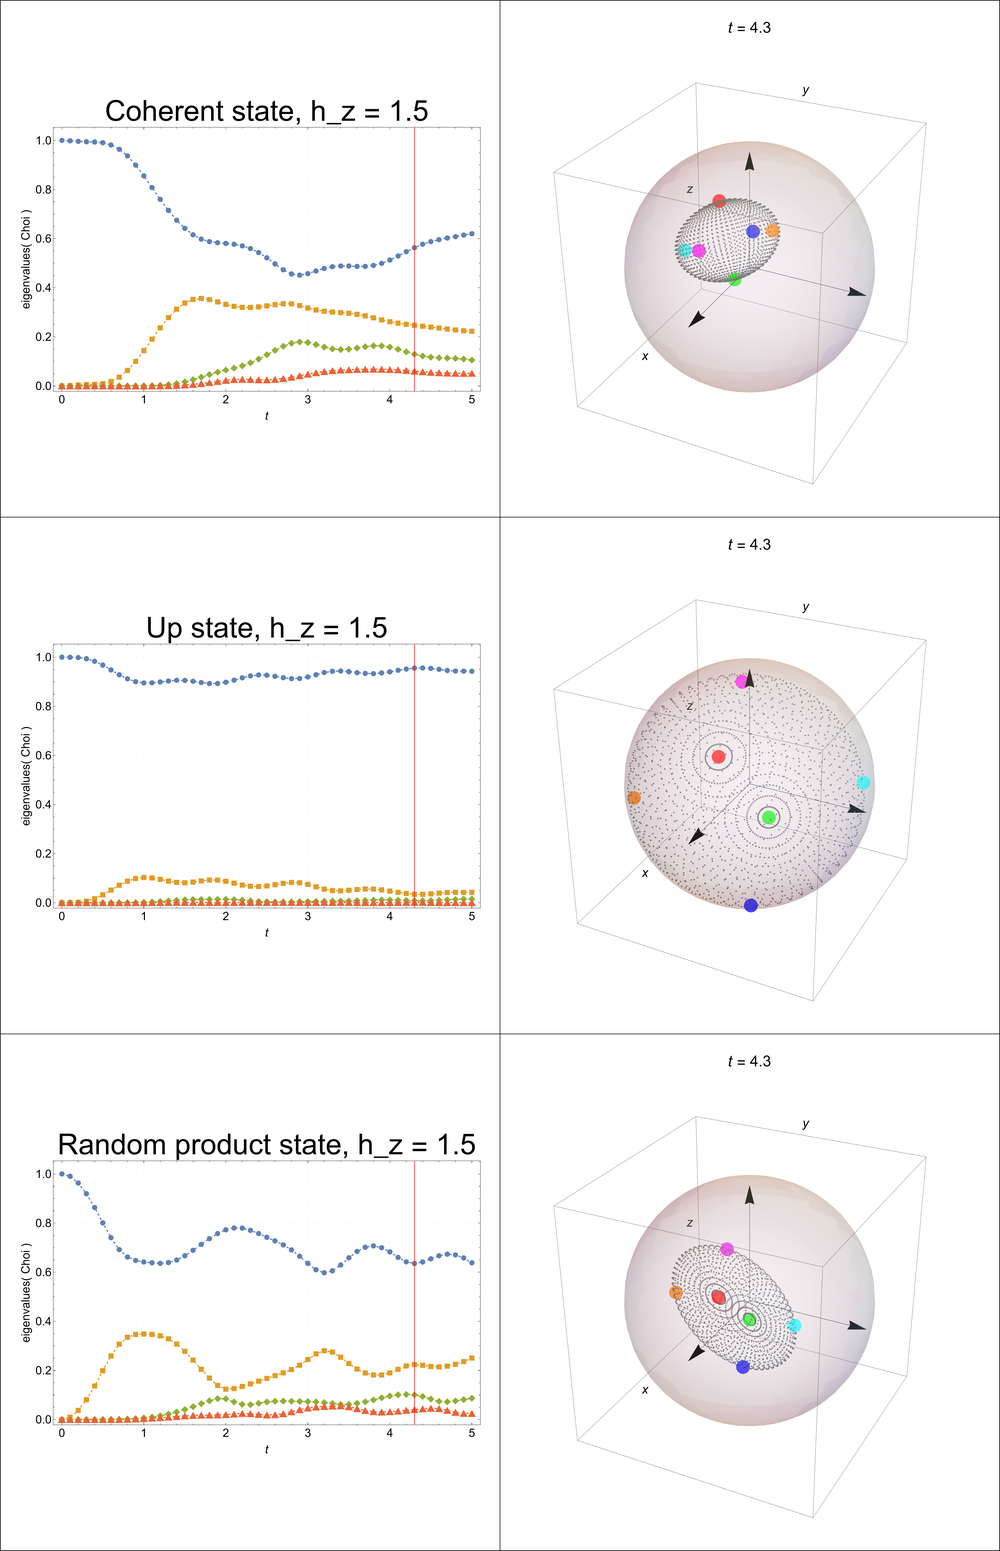 t = 4.3
Coherent state, h_z = 1.5
1.0
0.8
0.6
0.4
0.2
0.0
eigenvalues( Choi )
0 1 2 3 4 5
t
y
z
x
t = 4.3
Up state, h_z = 1.5
1.0
0.8
0.6
0.4
0.2
0.0
eigenvalues( Choi )
0 1 2 3 4 5
t
y
z
x
t = 4.3
Random product state, h_z = 1.5
1.0
0.8
0.6
0.4
0.2
0.0
eigenvalues( Choi )
0 1 2 3 4 5
t
y
z
x